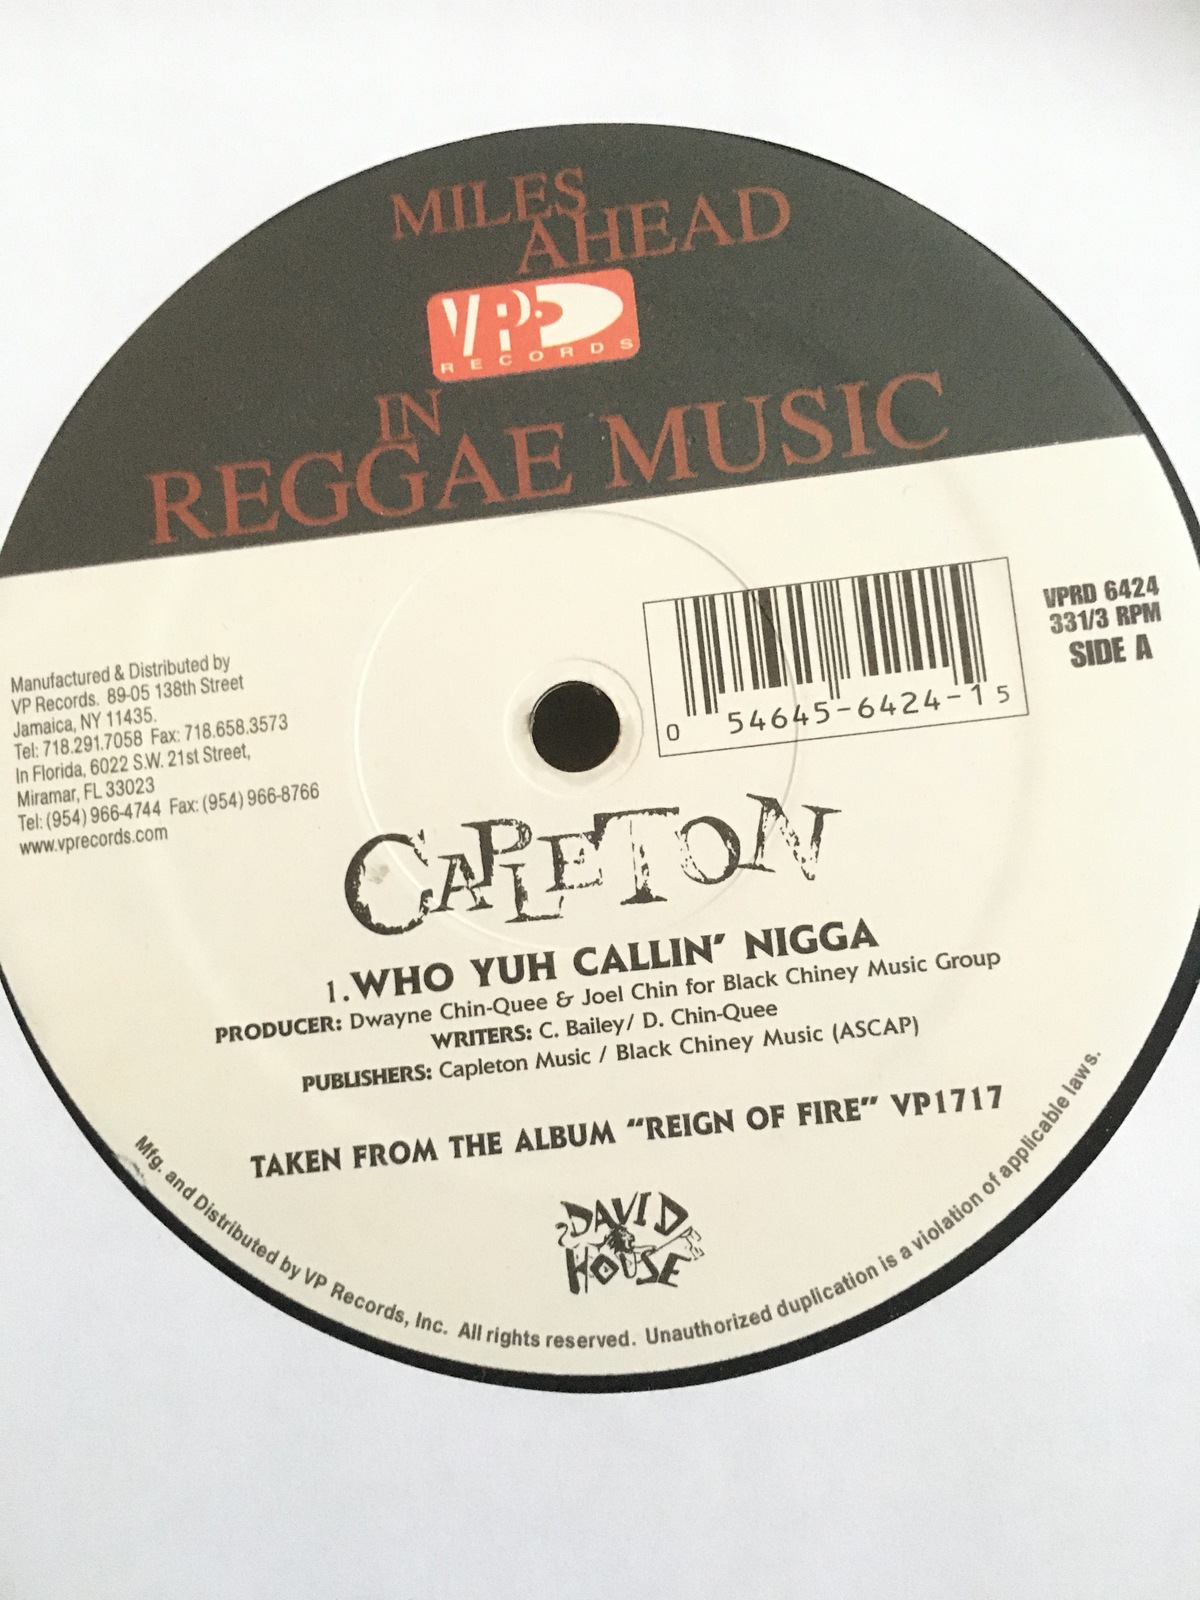 MILES
AHEAD
VP
RECORDS
IN
REGGAE MUSIC
Manufactured & Distributed by
VP Records. 89-05 138th Street
Jamaica, NY 11435.
Tel: 718.291.7058 Fax: 718.658.3573
In Florida, 6022 S.W. 21st Street,
Miramar, FL 33023
Tel: (954) 966-4744 Fax: (954) 966-8766
www.vprecords.com
0 54645-6424-1 5
VPRD 6424
331/3 RPM
SIDE A
CAPLETON
1. WHO YUH CALLIN' NIGGA
PRODUCER: Dwayne Chin-Quee & Joel Chin for Black Chiney Music Group
WRITERS: C. Bailey/ D. Chin-Quee
PUBLISHERS: Capleton Music / Black Chiney Music (ASCAP)
TAKEN FROM THE ALBUM "REIGN OF FIRE" VP1717
DAVID
HOUSE
Mfg. and Distributed by VP Records, Inc. All rights reserved. Unauthorized duplication is a violation of applicable laws.